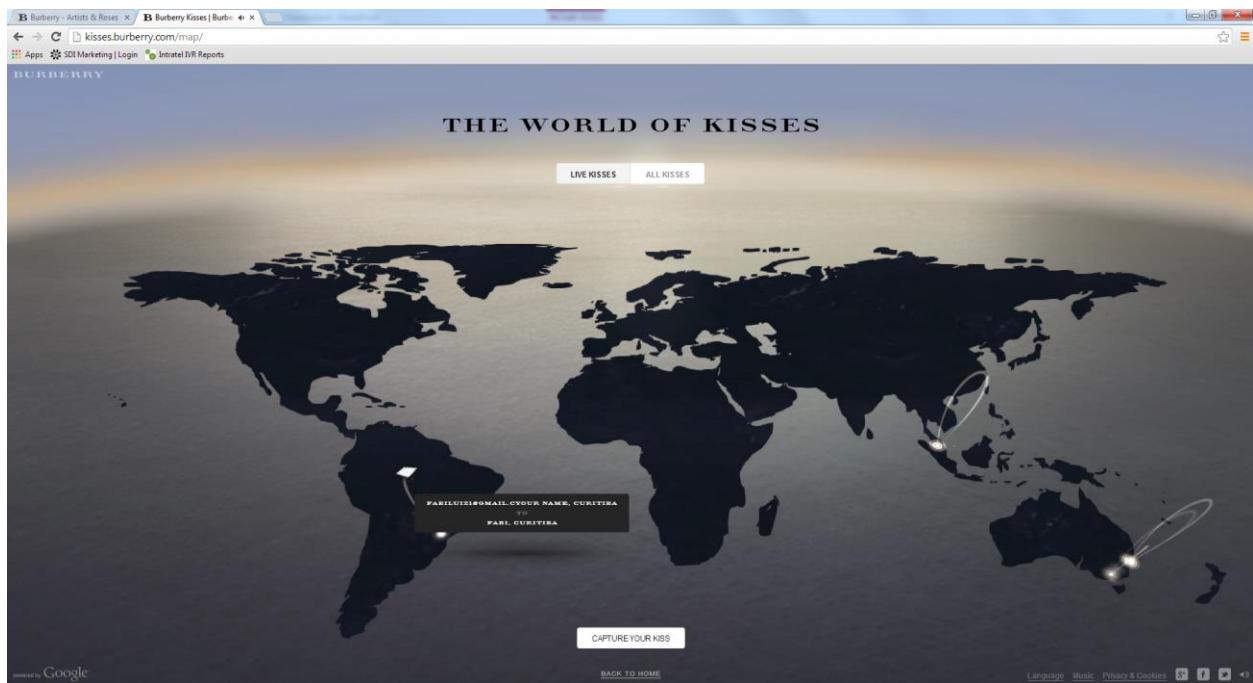 B Burberry - Artists & Roses × B Burberry Kisses | Burbe ×
kisses.burberry.com/map/
Apps SDI Marketing | Login Intratel IVR Reports
BURBERRY
THE WORLD OF KISSES
LIVE KISSES ALL KISSES
FABILUIZ1@GMAIL.CYOUR NAME, CURITIBA
TO
FABI, CURITIBA
CAPTURE YOUR KISS
powered by Google BACK TO HOME Language Music Privacy & Cookies